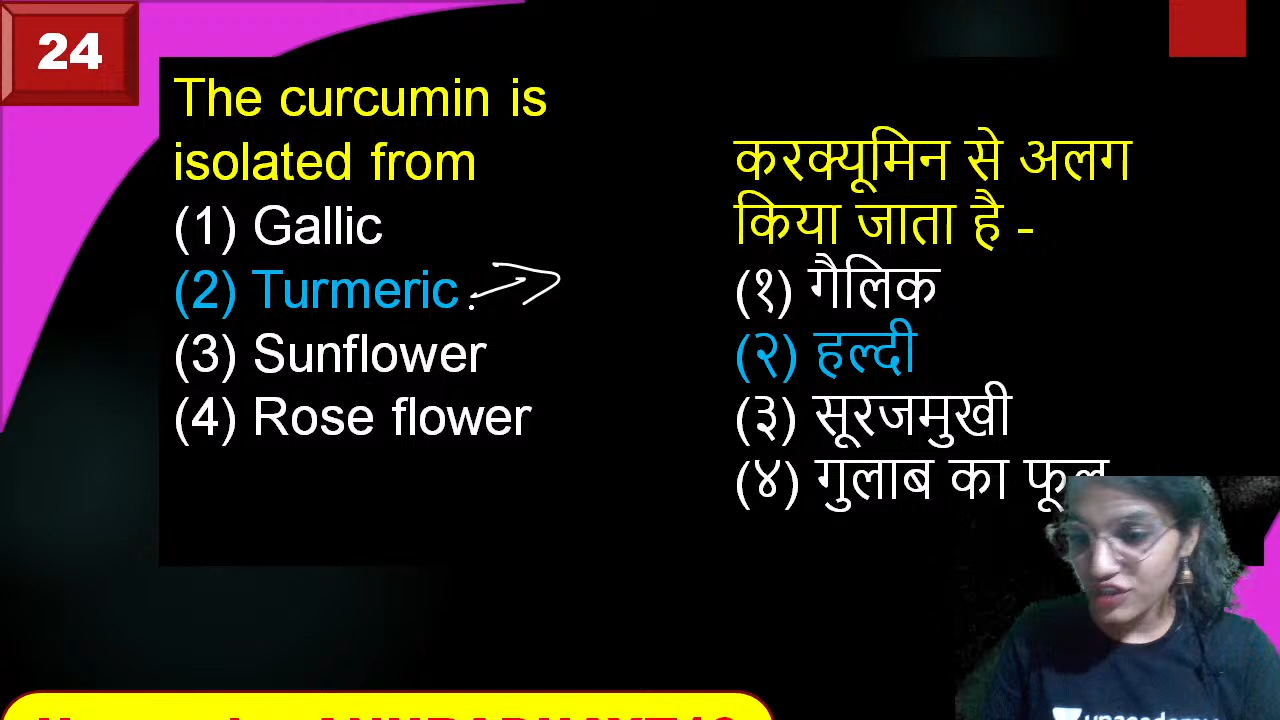 24
The curcumin is
isolated from
(1) Gallic
(2) Turmeric
(3) Sunflower
(4) Rose flower
करक्यूमिन से अलग
किया जाता है -
(१) गैलिक
(२) हल्दी
(३) सूरजमुखी
(४) गुलाब का फूल